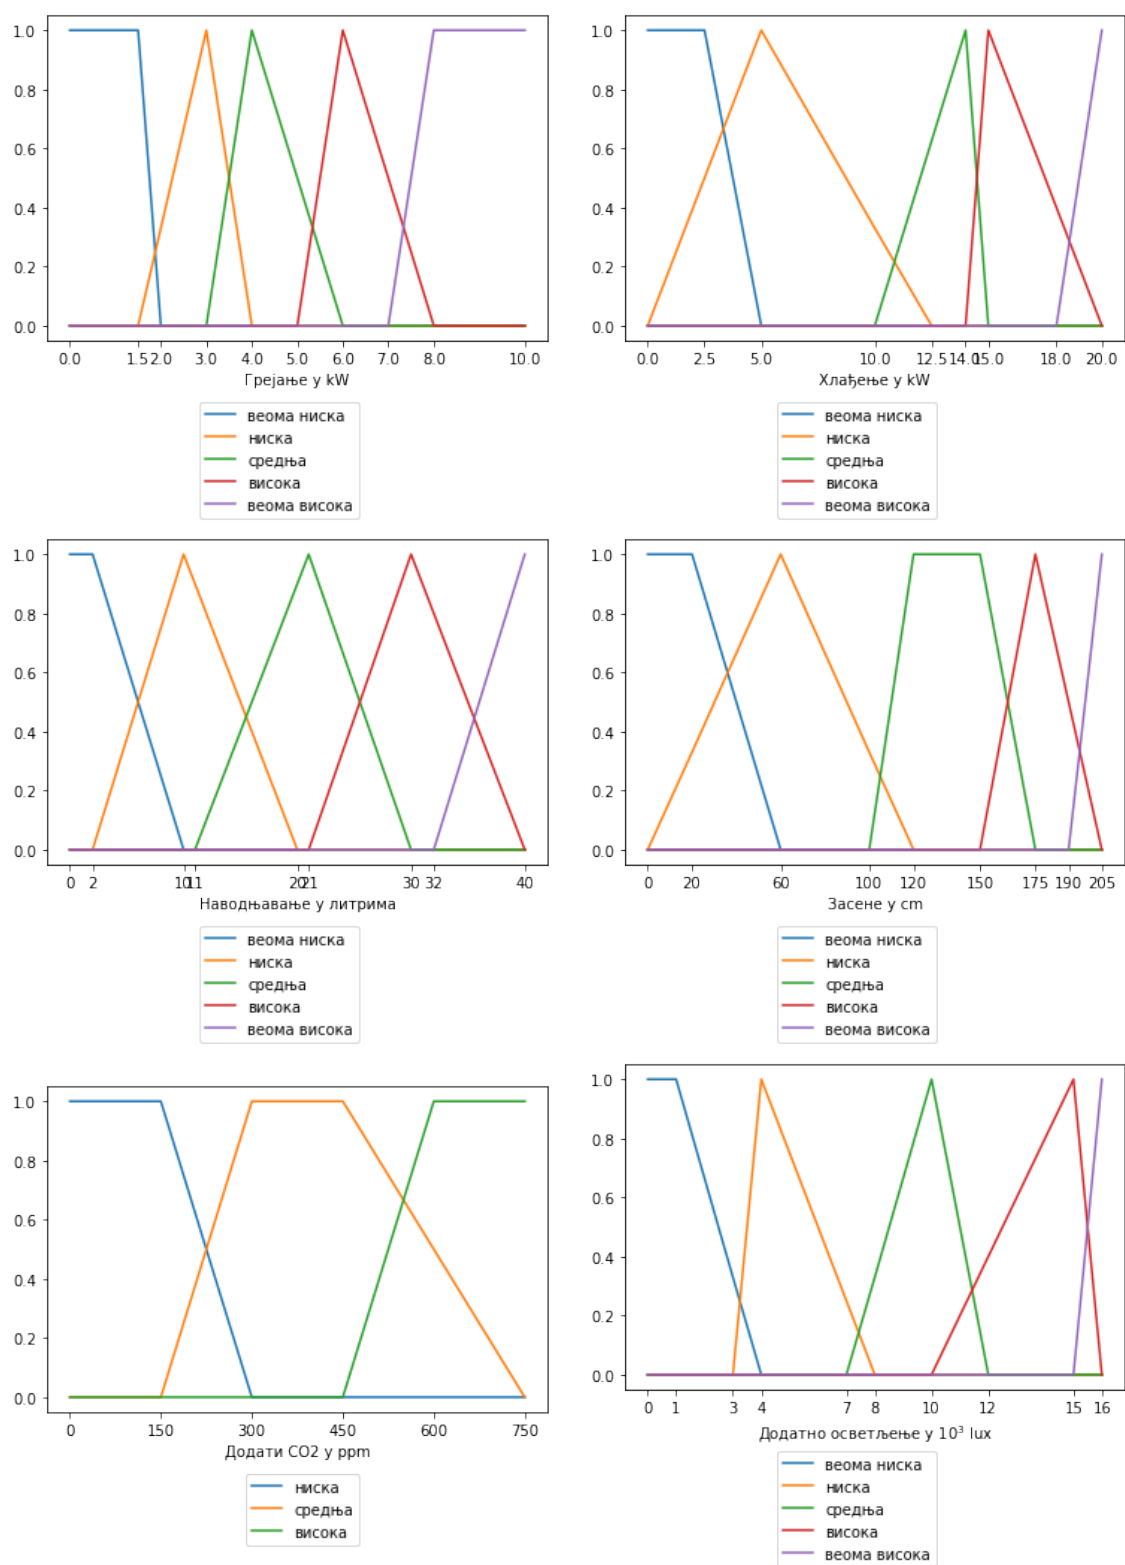 1.0
0.8
0.6
0.4
0.2
0.0
0.0 1.5 2.0 3.0 4.0 5.0 6.0 7.0 8.0 10.0
Грејање у kW
веома ниска
ниска
средња
висока
веома висока
1.0
0.8
0.6
0.4
0.2
0.0
0.0 2.5 5.0 10.0 12.5 14.0 15.0 18.0 20.0
Хлађење у kW
веома ниска
ниска
средња
висока
веома висока
1.0
0.8
0.6
0.4
0.2
0.0
0 2 10 11 20 21 30 32 40
Наводњавање у литрима
веома ниска
ниска
средња
висока
веома висока
1.0
0.8
0.6
0.4
0.2
0.0
0 20 60 100 120 150 175 190 205
Засене у cm
веома ниска
ниска
средња
висока
веома висока
1.0
0.8
0.6
0.4
0.2
0.0
0 150 300 450 600 750
Додати CO2 у ppm
ниска
средња
висока
1.0
0.8
0.6
0.4
0.2
0.0
0 1 3 4 7 8 10 12 15 16
Додатно осветљење у 10³ lux
веома ниска
ниска
средња
висока
веома висока